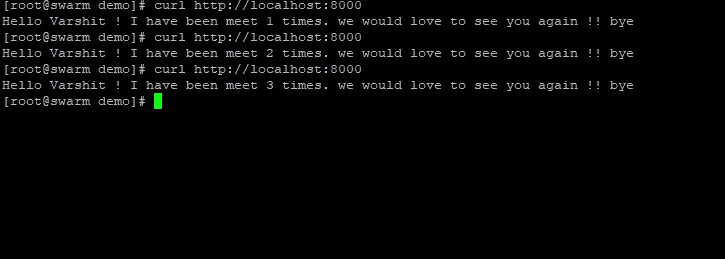 [root@swarm demo]# curl http://localhost:8000
Hello Varshit ! I have been meet 1 times. we would love to see you again !! bye
[root@swarm demo]# curl http://localhost:8000
Hello Varshit ! I have been meet 2 times. we would love to see you again !! bye
[root@swarm demo]# curl http://localhost:8000
Hello Varshit ! I have been meet 3 times. we would love to see you again !! bye
[root@swarm demo]#